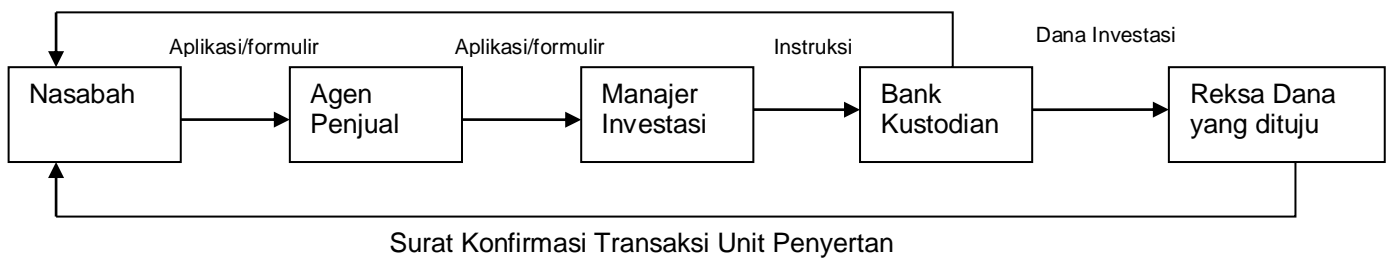 Aplikasi/formulir
Aplikasi/formulir
Instruksi
Dana Investasi
Nasabah
Agen
Penjual
Manajer
Investasi
Bank
Kustodian
Reksa Dana
yang dituju
Surat Konfirmasi Transaksi Unit Penyertan